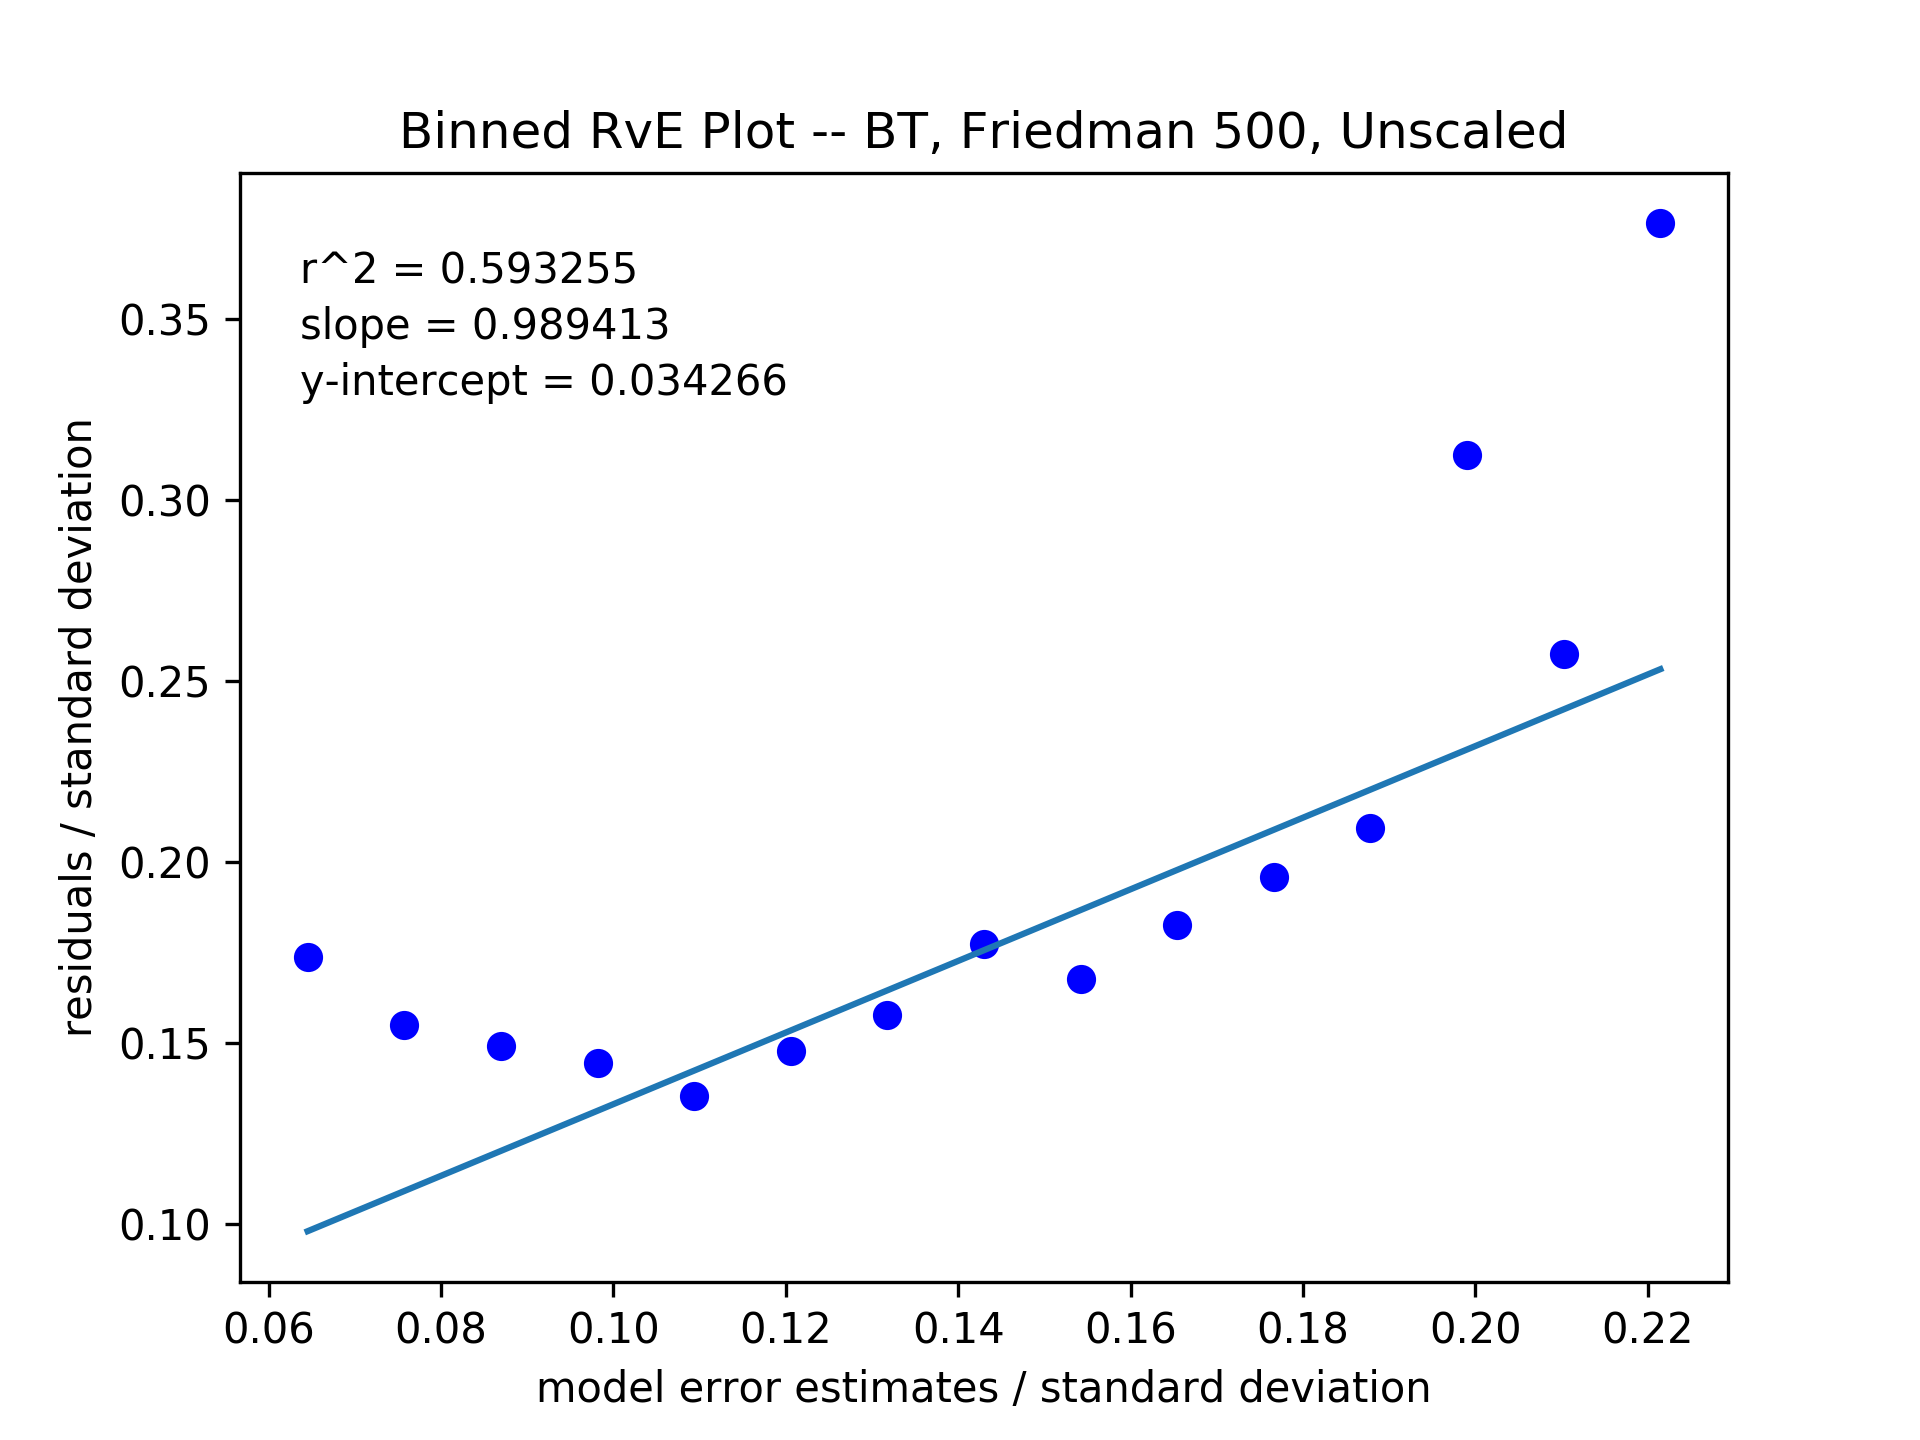 Binned RvE Plot -- BT, Friedman 500, Unscaled
r^2 = 0.593255
slope = 0.989413
y-intercept = 0.034266
residuals / standard deviation
0.35
0.30
0.25
0.20
0.15
0.10
0.06 0.08 0.10 0.12 0.14 0.16 0.18 0.20 0.22
model error estimates / standard deviation